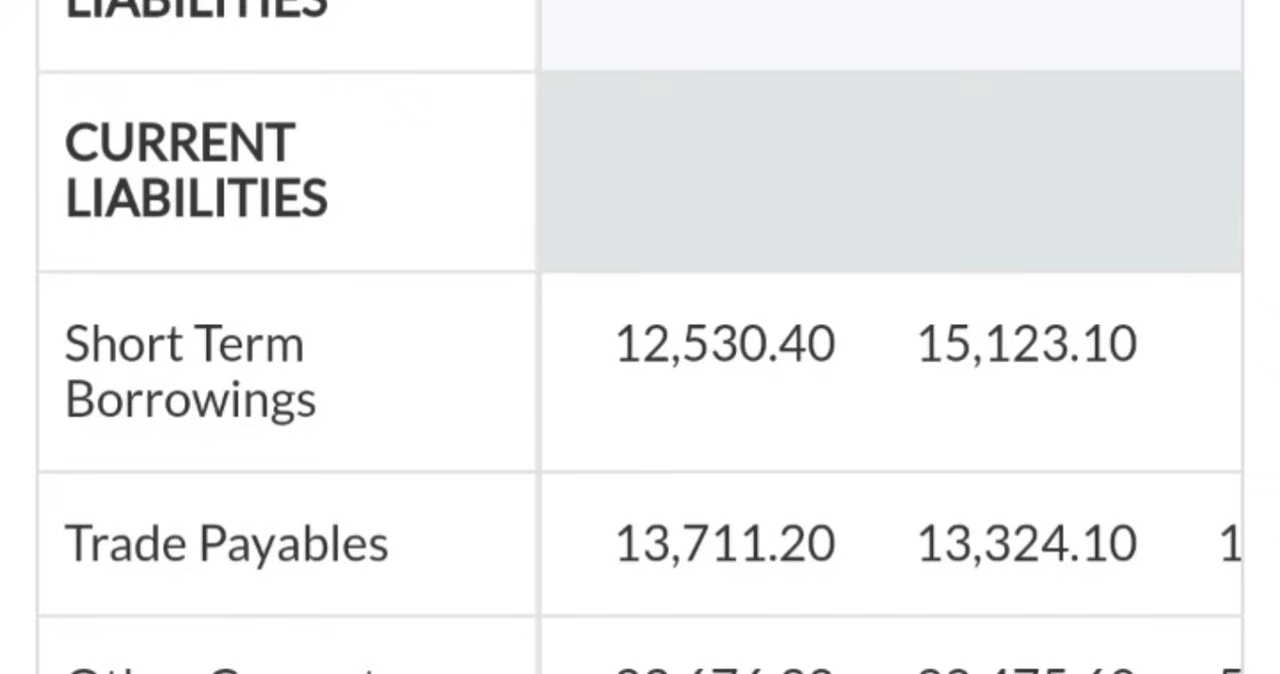 LIABILITIES
CURRENT
LIABILITIES
Short Term 12,530.40 15,123.10
Borrowings
Trade Payables 13,711.20 13,324.10